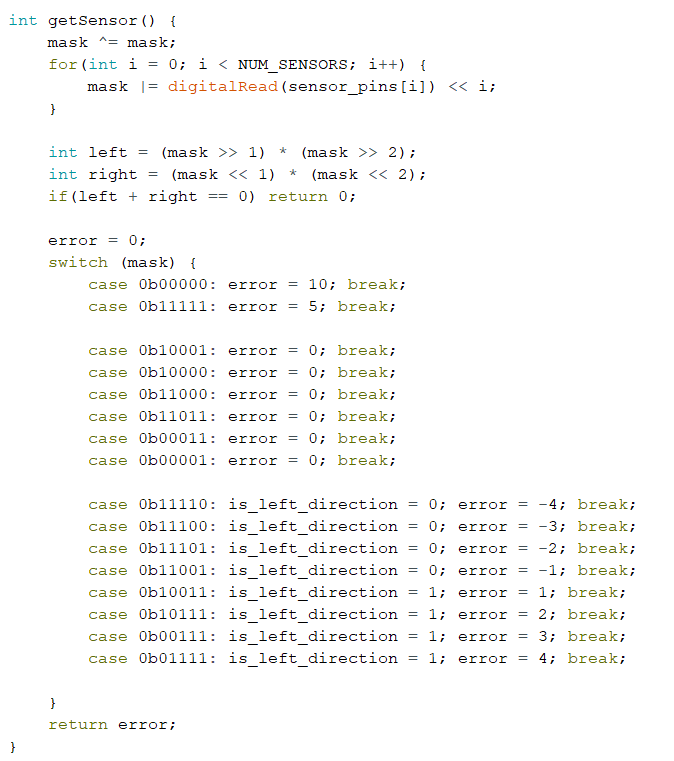 int getSensor() {
    mask ^= mask;
    for(int i = 0; i < NUM_SENSORS; i++) {
        mask |= digitalRead(sensor_pins[i]) << i;
    }

    int left = (mask >> 1) * (mask >> 2);
    int right = (mask << 1) * (mask << 2);
    if(left + right == 0) return 0;

    error = 0;
    switch (mask) {
        case 0b00000: error = 10; break;
        case 0b11111: error = 5; break;

        case 0b10001: error = 0; break;
        case 0b10000: error = 0; break;
        case 0b11000: error = 0; break;
        case 0b11011: error = 0; break;
        case 0b00011: error = 0; break;
        case 0b00001: error = 0; break;

        case 0b11110: is_left_direction = 0; error = -4; break;
        case 0b11100: is_left_direction = 0; error = -3; break;
        case 0b11101: is_left_direction = 0; error = -2; break;
        case 0b11001: is_left_direction = 0; error = -1; break;
        case 0b10011: is_left_direction = 1; error = 1; break;
        case 0b10111: is_left_direction = 1; error = 2; break;
        case 0b00111: is_left_direction = 1; error = 3; break;
        case 0b01111: is_left_direction = 1; error = 4; break;

    }
    return error;
}